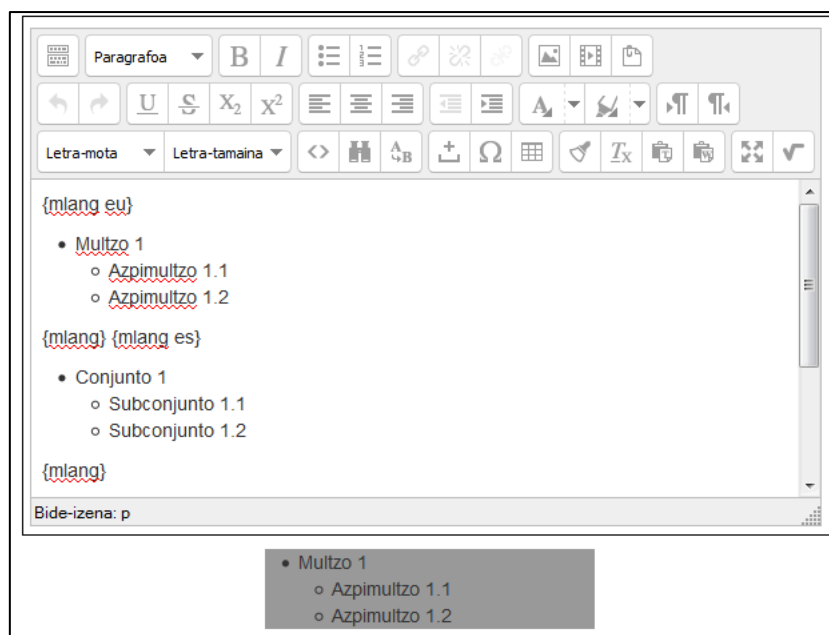 Paragrafoa B I
U S X₂ X² A
Letra-mota Letra-tamaina A B Ω Tx T W
{mlang eu}
• Multzo 1
○ Azpimultzo 1.1
○ Azpimultzo 1.2
{mlang} {mlang es}
• Conjunto 1
○ Subconjunto 1.1
○ Subconjunto 1.2
{mlang}
Bide-izena: p
• Multzo 1
○ Azpimultzo 1.1
○ Azpimultzo 1.2